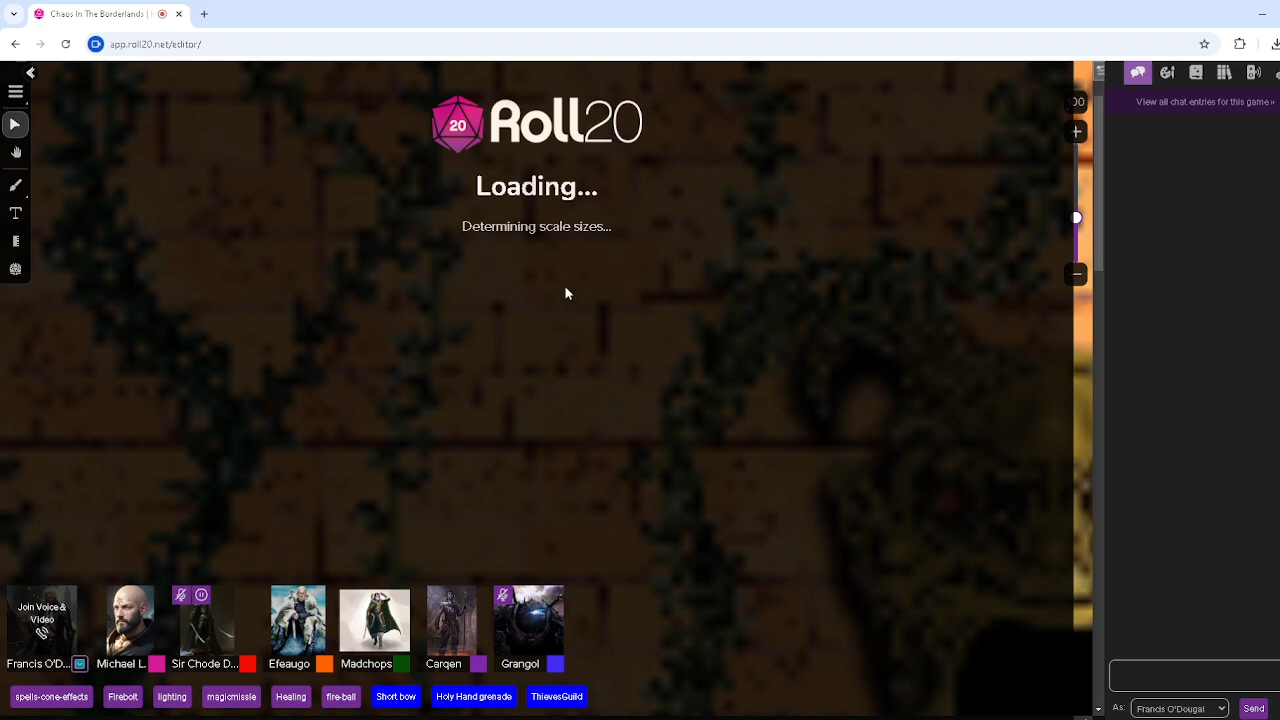 Chaos In The Borderlands |
app.roll20.net/editor/
20 Roll20
Loading...
Determining scale sizes...
View all chat entries for this game »
Join Voice &
Video
Francis O'D...
Michael L.
Sir Chode D...
Efeaugo
Madchops
Carqen
Grangol
spells-cone-effects
Firebolt
lighting
magicmissle
Healing
fire-ball
Short bow
Holy Hand grenade
ThievesGuild
As:
Francis O'Dougal
Send